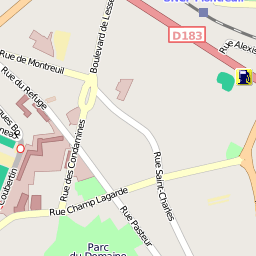 Boulevard de Lesse
D183
Rue Alexis
Rue de Montreuil
Rue du Refuge
Rue des Condamines
Coubertin
Rue Saint-Charles
Rue Champ Lagarde
Rue Pasteur
Parc
du Domaine